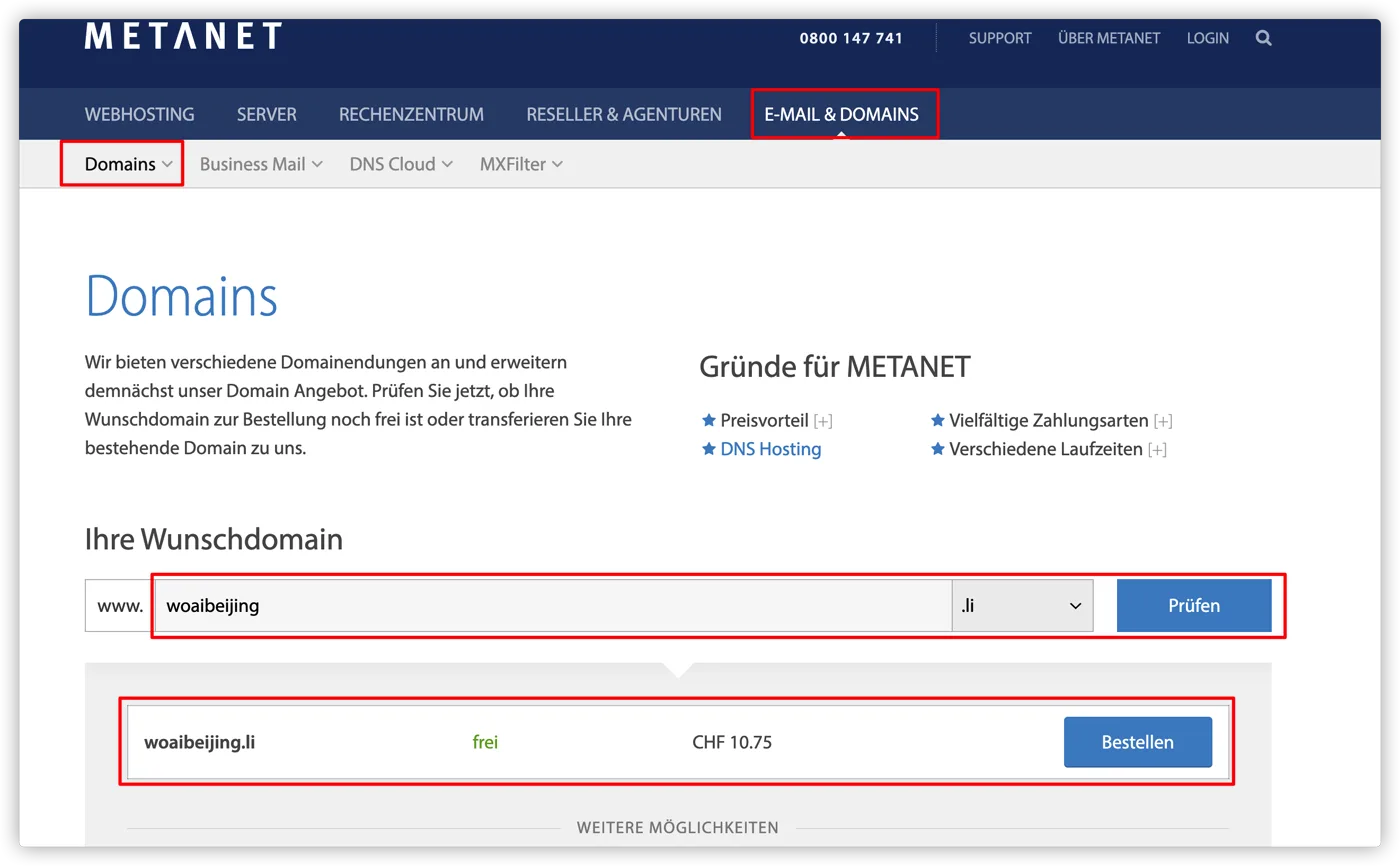 METANET
0800 147 741 SUPPORT ÜBER METANET LOGIN
WEBHOSTING SERVER RECHENZENTRUM RESELLER & AGENTUREN E-MAIL & DOMAINS
Domains Business Mail DNS Cloud MXFilter
Domains
Wir bieten verschiedene Domainendungen an und erweitern
demnächst unser Domain Angebot. Prüfen Sie jetzt, ob Ihre
Wunschdomain zur Bestellung noch frei ist oder transferieren Sie Ihre
bestehende Domain zu uns.
Gründe für METANET
Preisvorteil [+] Vielfältige Zahlungsarten [+]
DNS Hosting Verschiedene Laufzeiten [+]
Ihre Wunschdomain
www. woaibeijing .li Prüfen
woaibeijing.li frei CHF 10.75 Bestellen
WEITERE MÖGLICHKEITEN